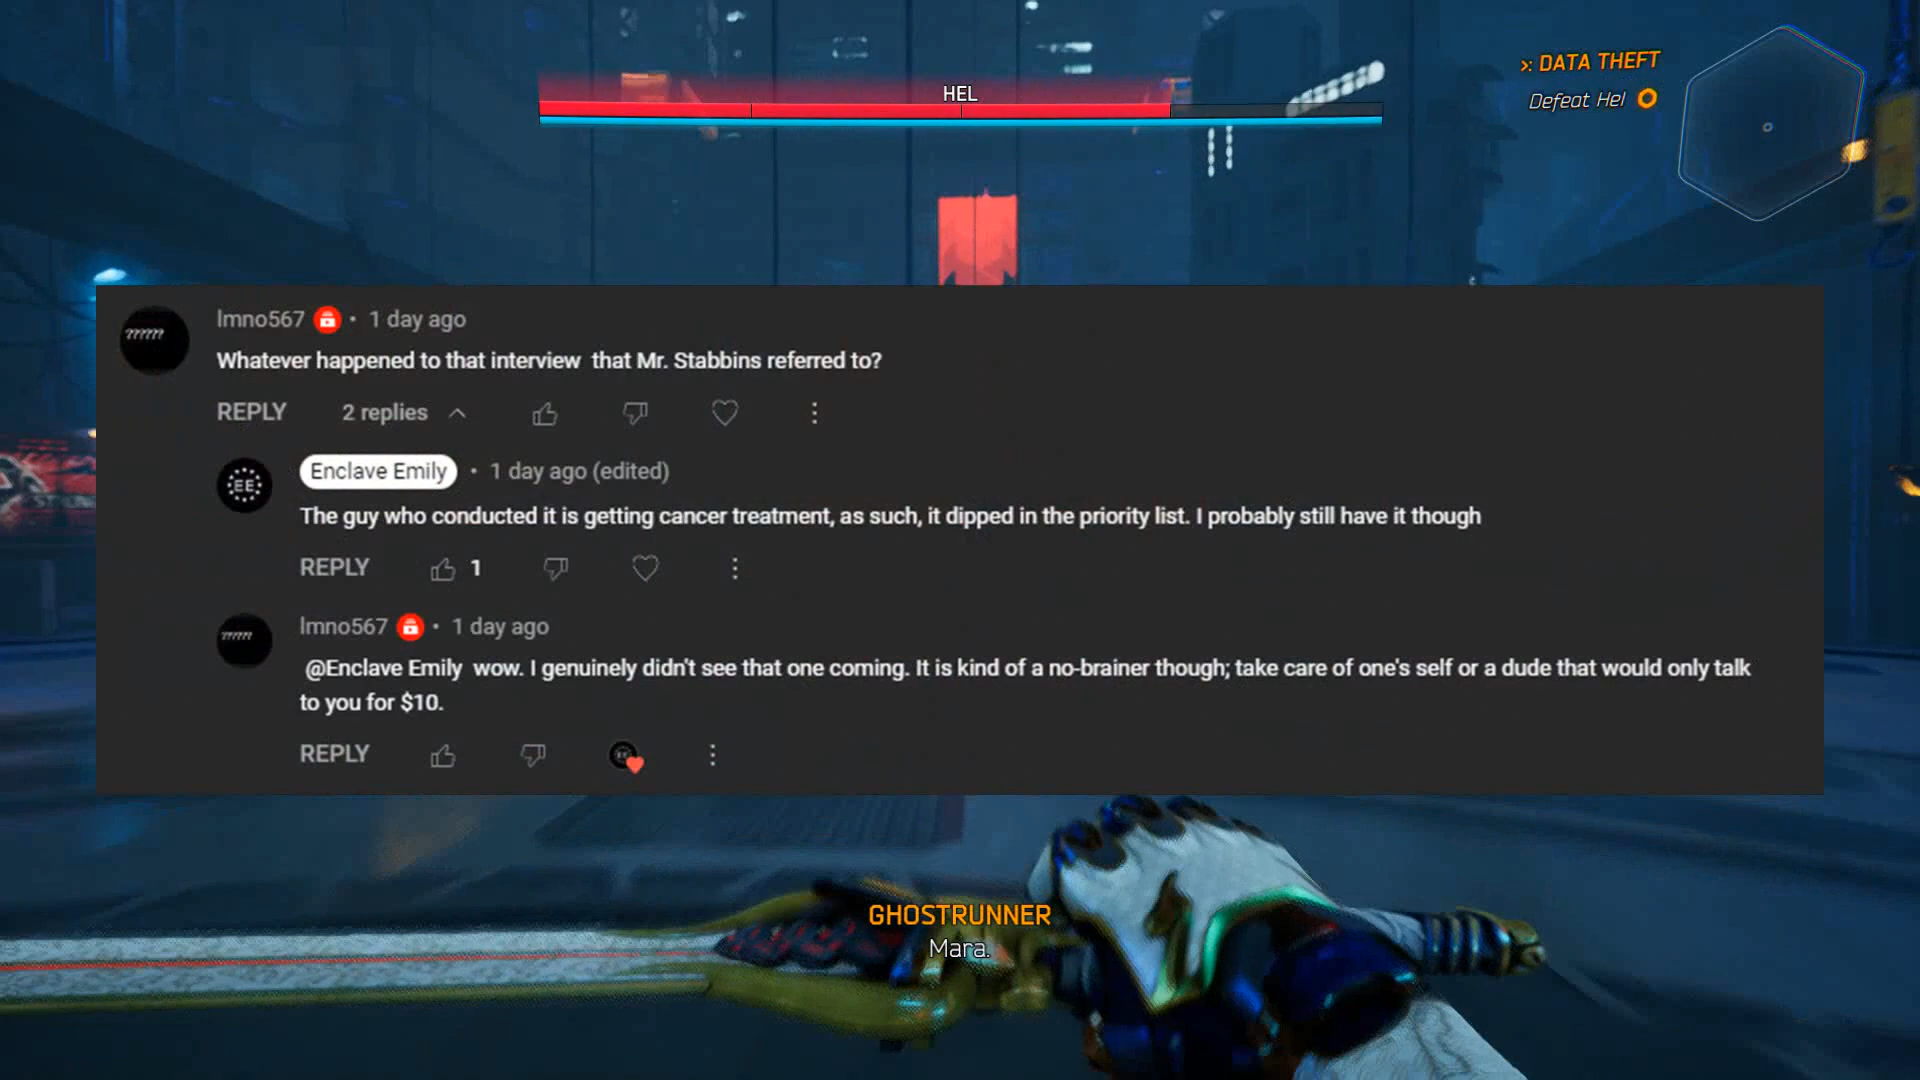 HEL
>: DATA THEFT
Defeat Hel
??????
lmno567 • 1 day ago
Whatever happened to that interview that Mr. Stabbins referred to?
REPLY 2 replies
EE
Enclave Emily • 1 day ago (edited)
The guy who conducted it is getting cancer treatment, as such, it dipped in the priority list. I probably still have it though
REPLY 1
??????
lmno567 • 1 day ago
@Enclave Emily wow. I genuinely didn't see that one coming. It is kind of a no-brainer though; take care of one's self or a dude that would only talk
to you for $10.
REPLY
GHOSTRUNNER
Mara.